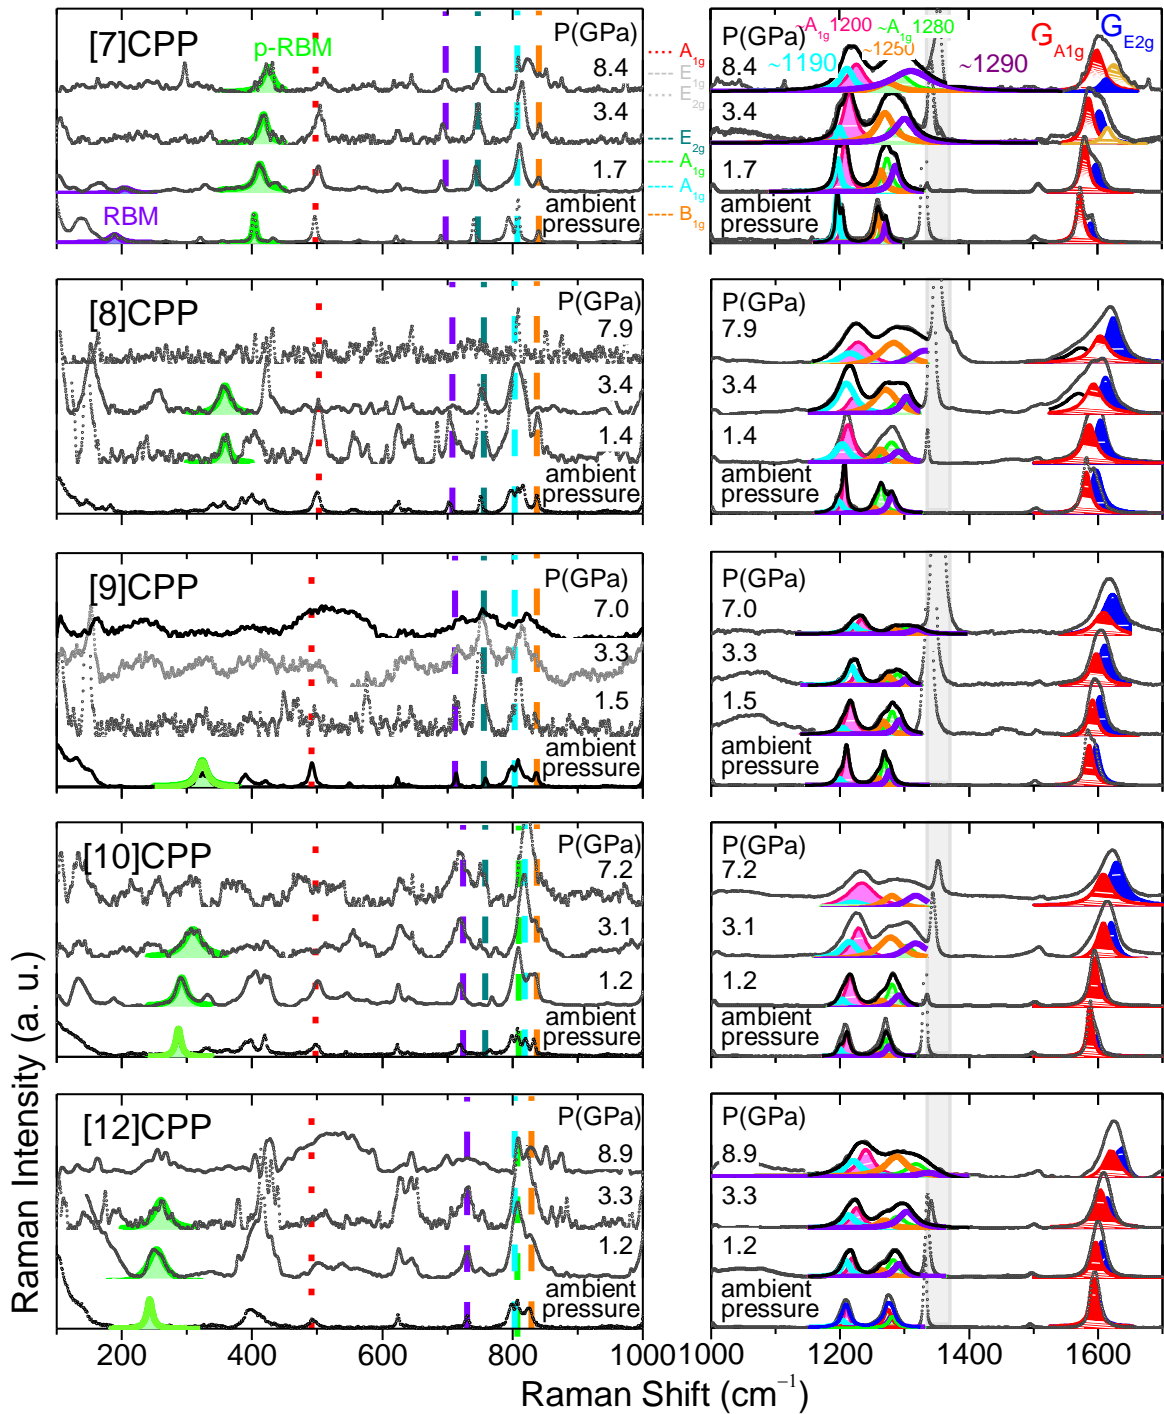 [7]CPP
p-RBM
P(GPa)
8.4
3.4
1.7
ambient
pressure
RBM
A1g
E1g
E2g
E2g
A1g
A1g
B1g
P(GPa)
~A1g1200
~A1g1280
~1250
~1190
~1290
GA1g
GE2g
8.4
3.4
1.7
ambient
pressure
[8]CPP
P(GPa)
7.9
3.4
1.4
ambient
pressure
P(GPa)
7.9
3.4
1.4
ambient
pressure
[9]CPP
P(GPa)
7.0
3.3
1.5
ambient
pressure
P(GPa)
7.0
3.3
1.5
ambient
pressure
[10]CPP
P(GPa)
7.2
3.1
1.2
ambient
pressure
P(GPa)
7.2
3.1
1.2
ambient
pressure
[12]CPP
P(GPa)
8.9
3.3
1.2
ambient
pressure
P(GPa)
8.9
3.3
1.2
ambient
pressure
200 400 600 800 1000
1000 1200 1400 1600
Raman Shift (cm−1)
Raman Intensity (a. u.)